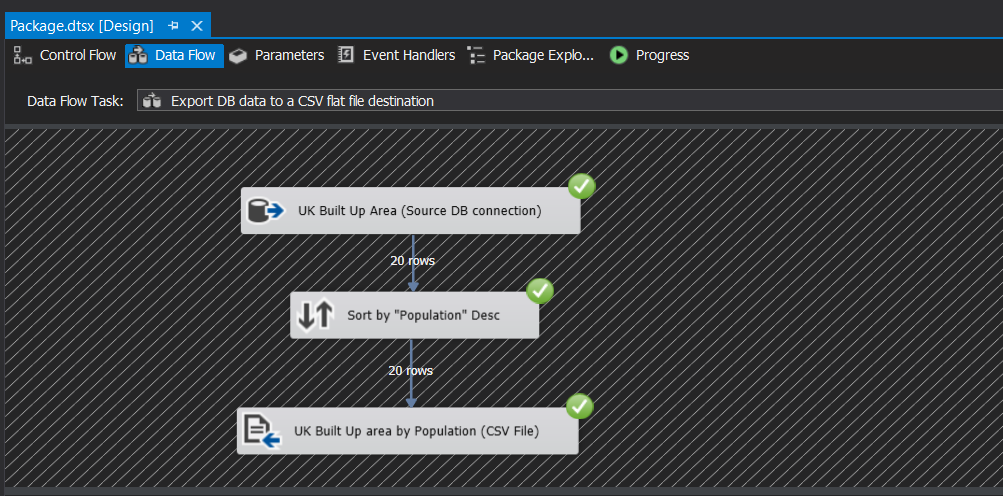 Package.dtsx [Design]
Control Flow Data Flow Parameters Event Handlers Package Explo... Progress
Data Flow Task: Export DB data to a CSV flat file destination
UK Built Up Area (Source DB connection)
20 rows
Sort by "Population" Desc
20 rows
UK Built Up area by Population (CSV File)